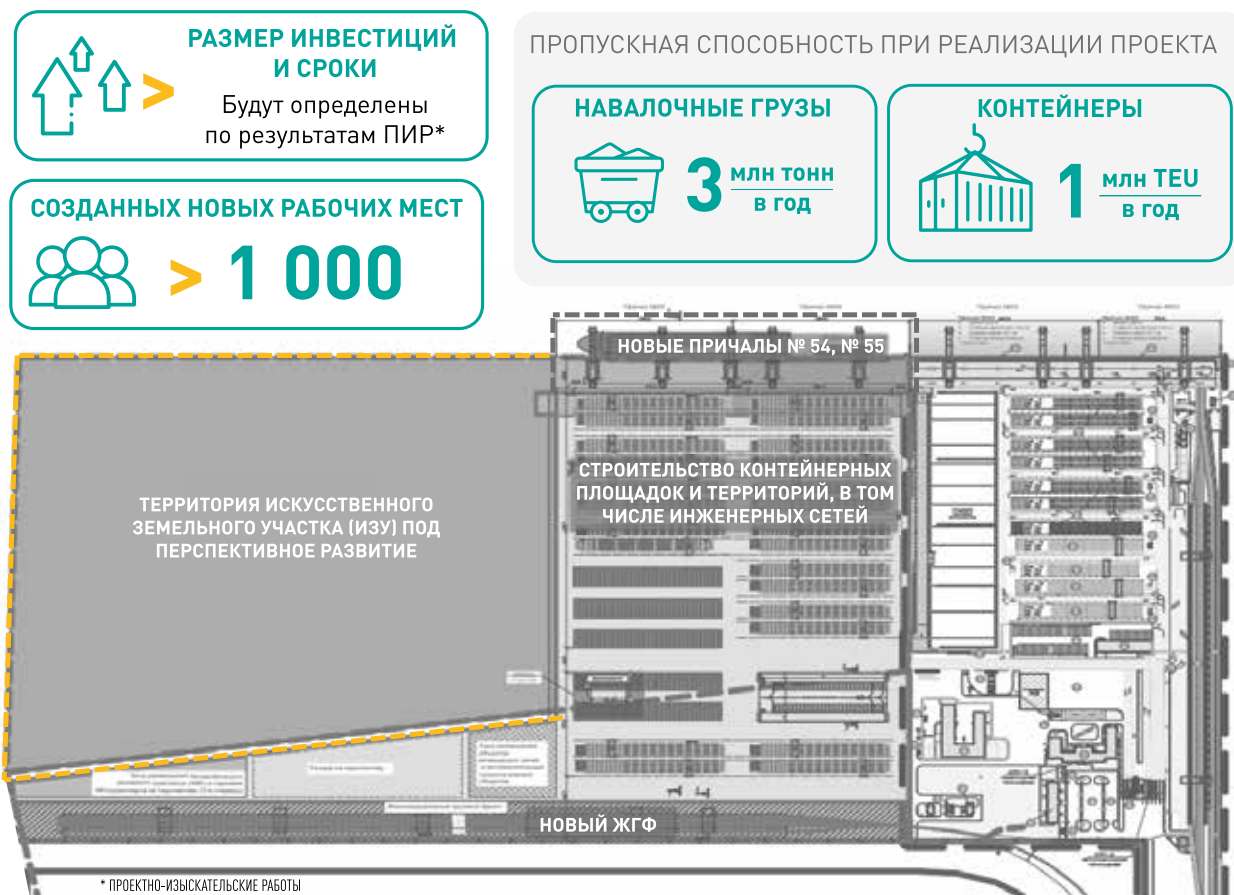 РАЗМЕР ИНВЕСТИЦИЙ
И СРОКИ
Будут определены
по результатам ПИР*
СОЗДАННЫХ НОВЫХ РАБОЧИХ МЕСТ
> 1 000
ПРОПУСКНАЯ СПОСОБНОСТЬ ПРИ РЕАЛИЗАЦИИ ПРОЕКТА
НАВАЛОЧНЫЕ ГРУЗЫ
3 млн тонн
в год
КОНТЕЙНЕРЫ
1 млн TEU
в год
НОВЫЕ ПРИЧАЛЫ № 54, № 55
СТРОИТЕЛЬСТВО КОНТЕЙНЕРНЫХ
ПЛОЩАДОК И ТЕРРИТОРИЙ, В ТОМ
ЧИСЛЕ ИНЖЕНЕРНЫХ СЕТЕЙ
ТЕРРИТОРИЯ ИСКУССТВЕННОГО
ЗЕМЕЛЬНОГО УЧАСТКА (ИЗУ) ПОД
ПЕРСПЕКТИВНОЕ РАЗВИТИЕ
НОВЫЙ ЖГФ
* ПРОЕКТНО-ИЗЫСКАТЕЛЬСКИЕ РАБОТЫ